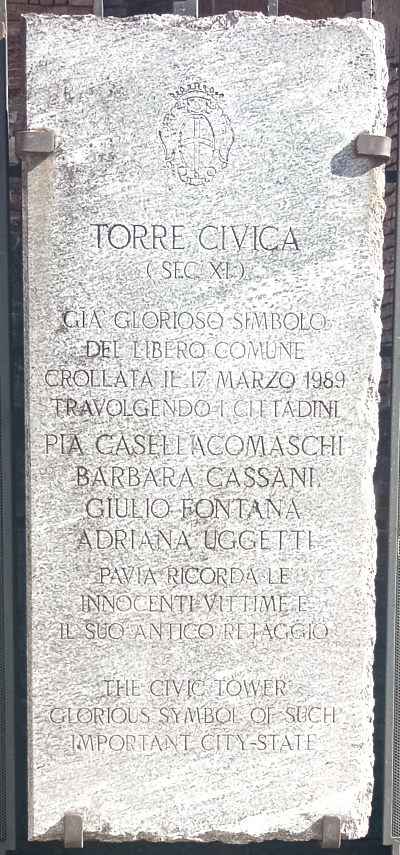 TORRE CIVICA
(SEC. XI)
GIÀ GLORIOSO SIMBOLO
DEL LIBERO COMUNE
CROLLATA IL 17 MARZO 1989
TRAVOLGENDO I CITTADINI
PIA CASELLA COMASCHI
BARBARA CASSANI
GIULIO FONTANA
ADRIANA UGGETTI
PAVIA RICORDA LE
INNOCENTI VITTIME E
IL SUO ANTICO RETAGGIO
THE CIVIC TOWER
GLORIOUS SYMBOL OF SUCH
IMPORTANT CITY-STATE